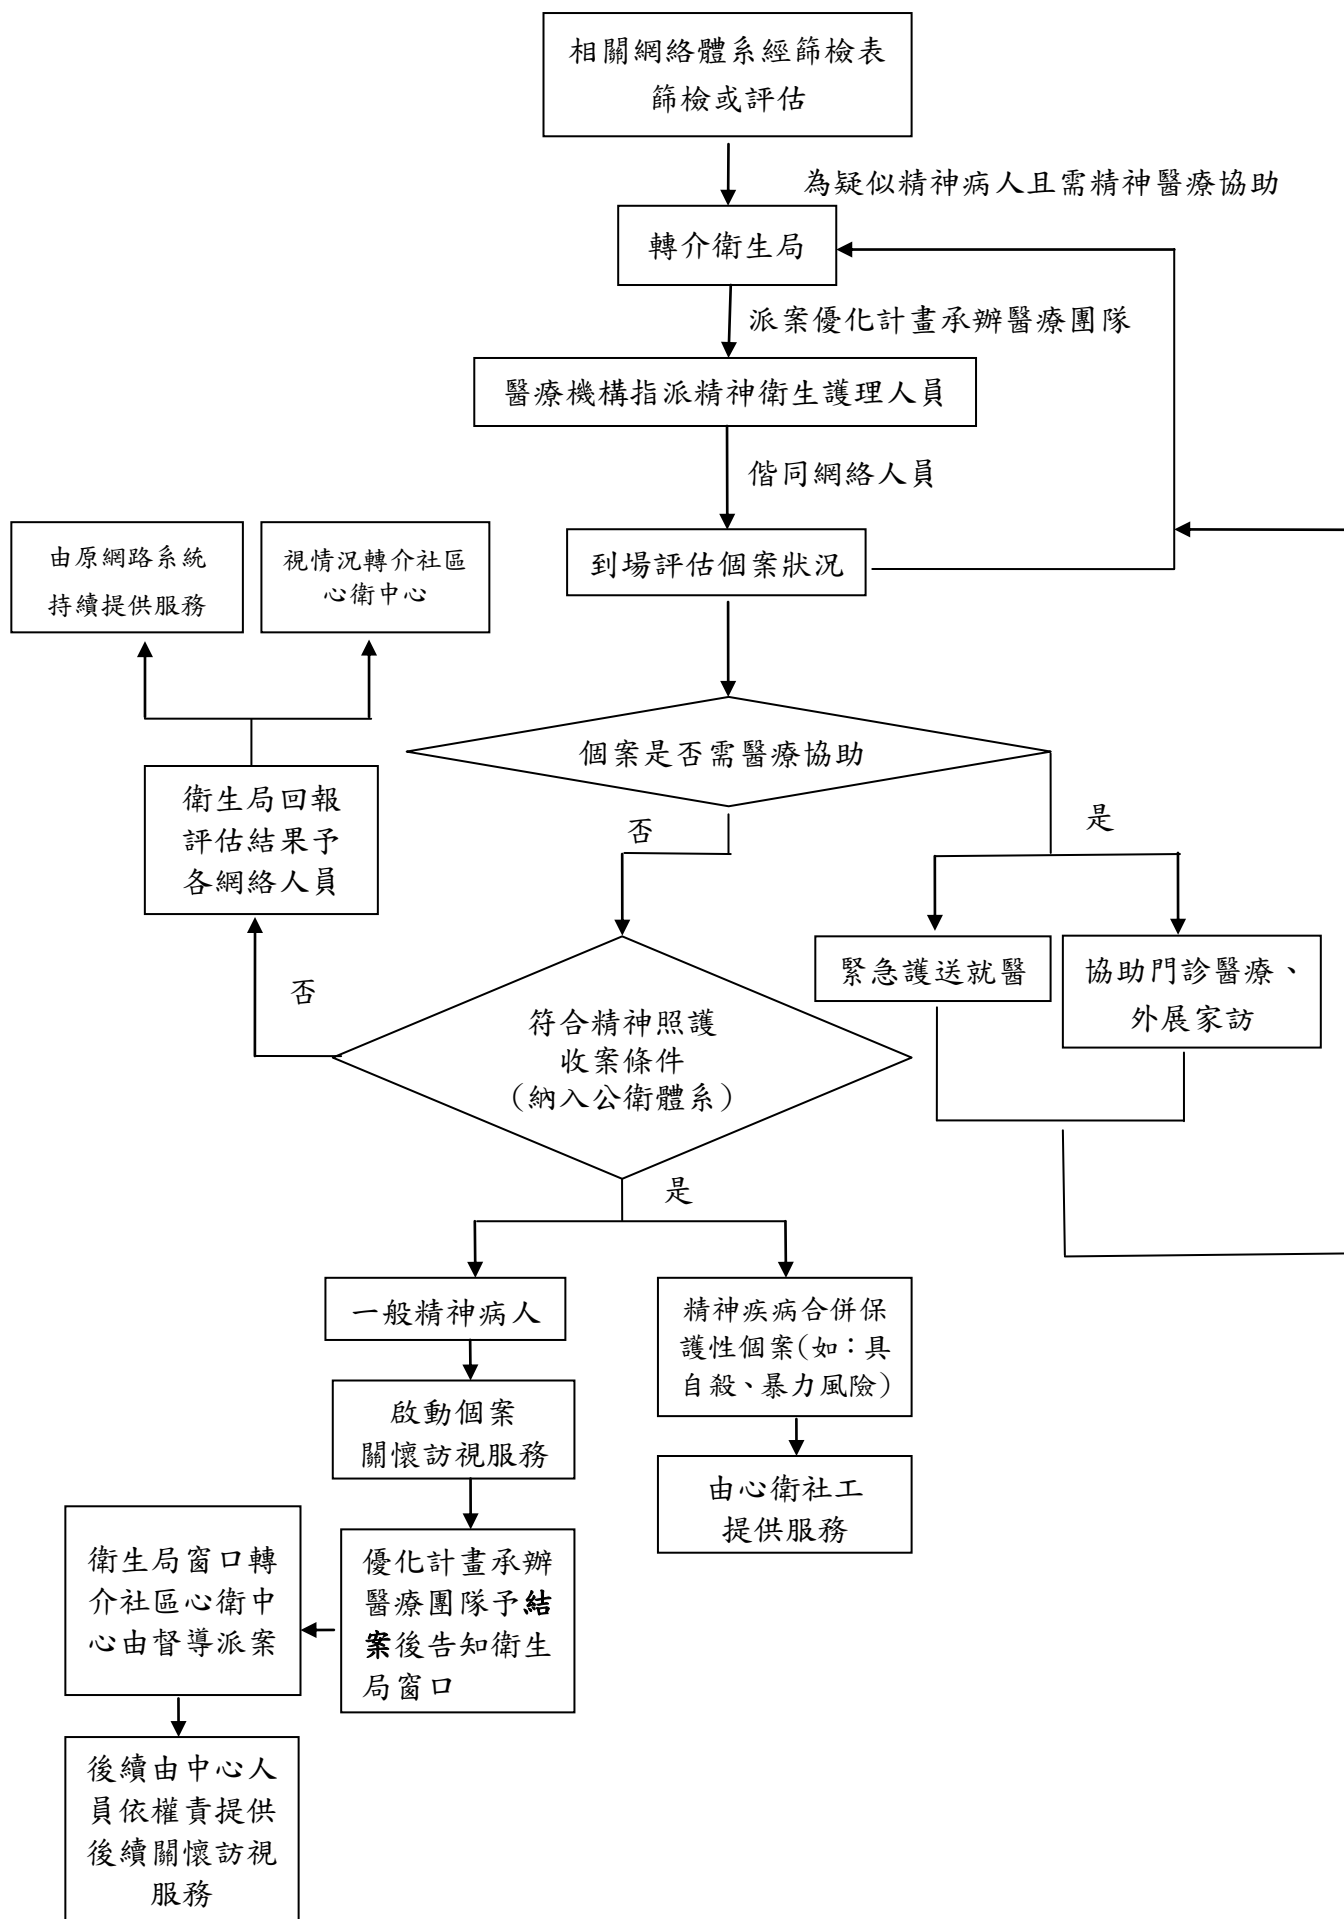 相關網絡體系經篩檢表
篩檢或評估
為疑似精神病人且需精神醫療協助
轉介衛生局
派案優化計畫承辦醫療團隊
醫療機構指派精神衛生護理人員
偕同網絡人員
到場評估個案狀況
由原網路系統
持續提供服務
視情況轉介社區
心衛中心
個案是否需醫療協助
衛生局回報
評估結果予
各網絡人員
否
是
緊急護送就醫
協助門診醫療、
外展家訪
否
符合精神照護
收案條件
（納入公衛體系）
是
一般精神病人
精神疾病合併保
護性個案(如：具
自殺、暴力風險)
啟動個案
關懷訪視服務
由心衛社工
提供服務
衛生局窗口轉
介社區心衛中
心由督導派案
優化計畫承辦
醫療團隊予結
案後告知衛生
局窗口
後續由中心人
員依權責提供
後續關懷訪視
服務